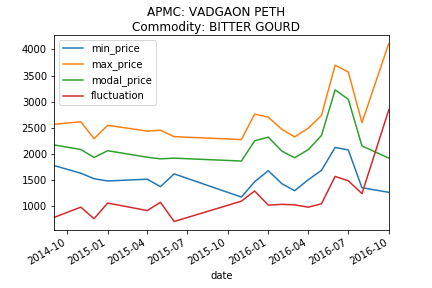 APMC: VADGAON PETH
Commodity: BITTER GOURD
min_price
max_price
modal_price
fluctuation
4000
3500
3000
2500
2000
1500
1000
2014-10 2015-01 2015-04 2015-07 2015-10 2016-01 2016-04 2016-07 2016-10
date